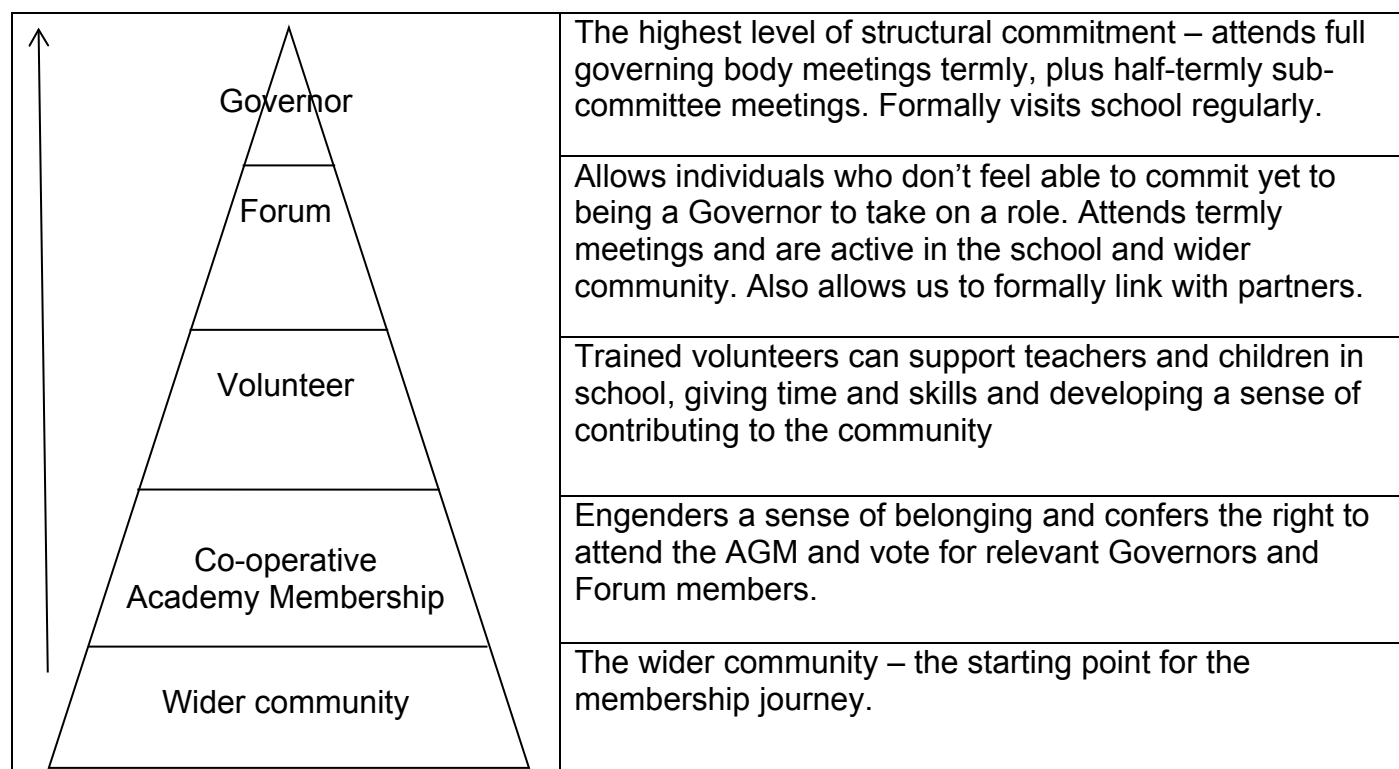 Governor
The highest level of structural commitment – attends full
governing body meetings termly, plus half-termly sub-
committee meetings. Formally visits school regularly.
Forum
Allows individuals who don’t feel able to commit yet to
being a Governor to take on a role. Attends termly
meetings and are active in the school and wider
community. Also allows us to formally link with partners.
Volunteer
Trained volunteers can support teachers and children in
school, giving time and skills and developing a sense of
contributing to the community
Co-operative
Academy Membership
Engenders a sense of belonging and confers the right to
attend the AGM and vote for relevant Governors and
Forum members.
Wider community
The wider community – the starting point for the
membership journey.